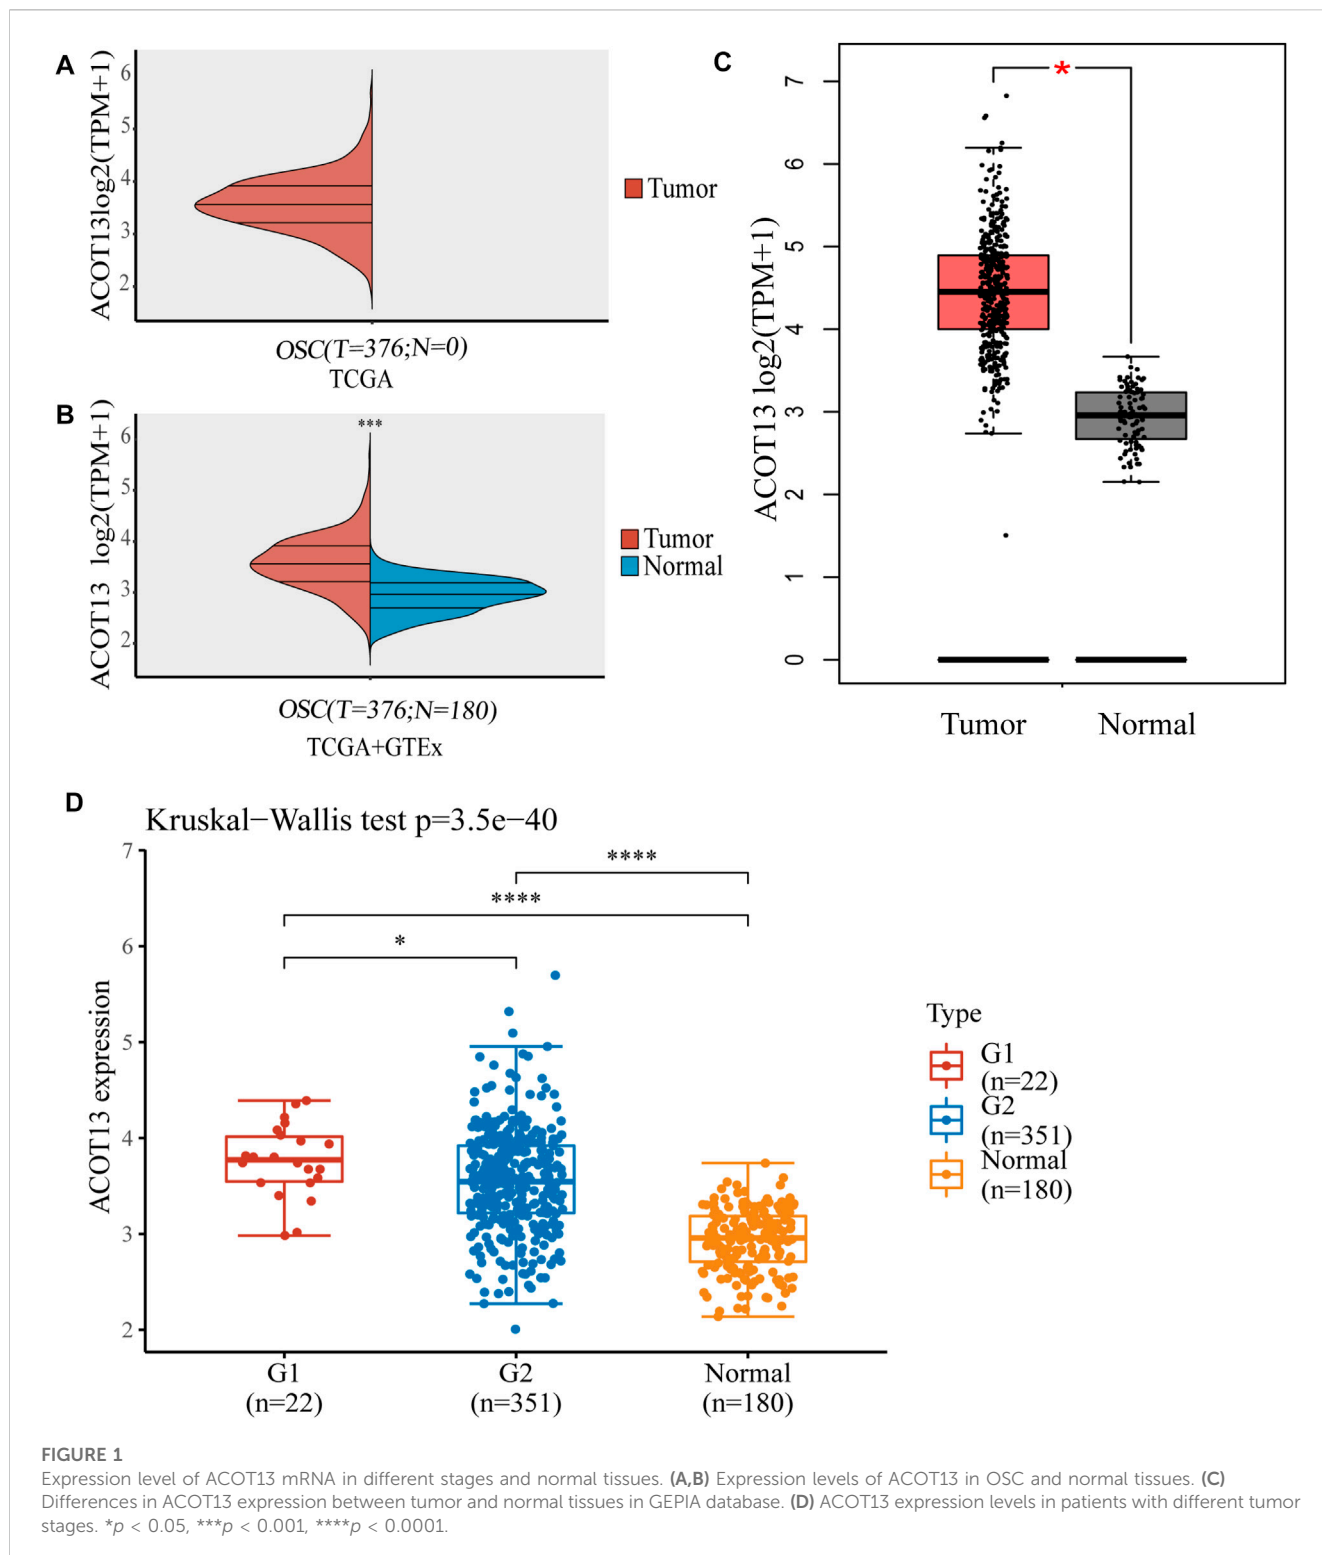 A
ACOT13log2(TPM+1)
6
5
4
3
2
Tumor
OSC(T=376;N=0)
TCGA
B
ACOT13 log2(TPM+1)
6
5
4
3
2
***
Tumor
Normal
OSC(T=376;N=180)
TCGA+GTEx
C
ACOT13 log2(TPM+1)
7
6
5
4
3
2
1
0
*
Tumor Normal
D
Kruskal−Wallis test p=3.5e−40
ACOT13 expression
7
6
5
4
3
2
****
****
*
G1
(n=22)
G2
(n=351)
Normal
(n=180)
Type
G1
(n=22)
G2
(n=351)
Normal
(n=180)
FIGURE 1
Expression level of ACOT13 mRNA in different stages and normal tissues. (A,B) Expression levels of ACOT13 in OSC and normal tissues. (C)
Differences in ACOT13 expression between tumor and normal tissues in GEPIA database. (D) ACOT13 expression levels in patients with different tumor
stages. *p < 0.05, ***p < 0.001, ****p < 0.0001.